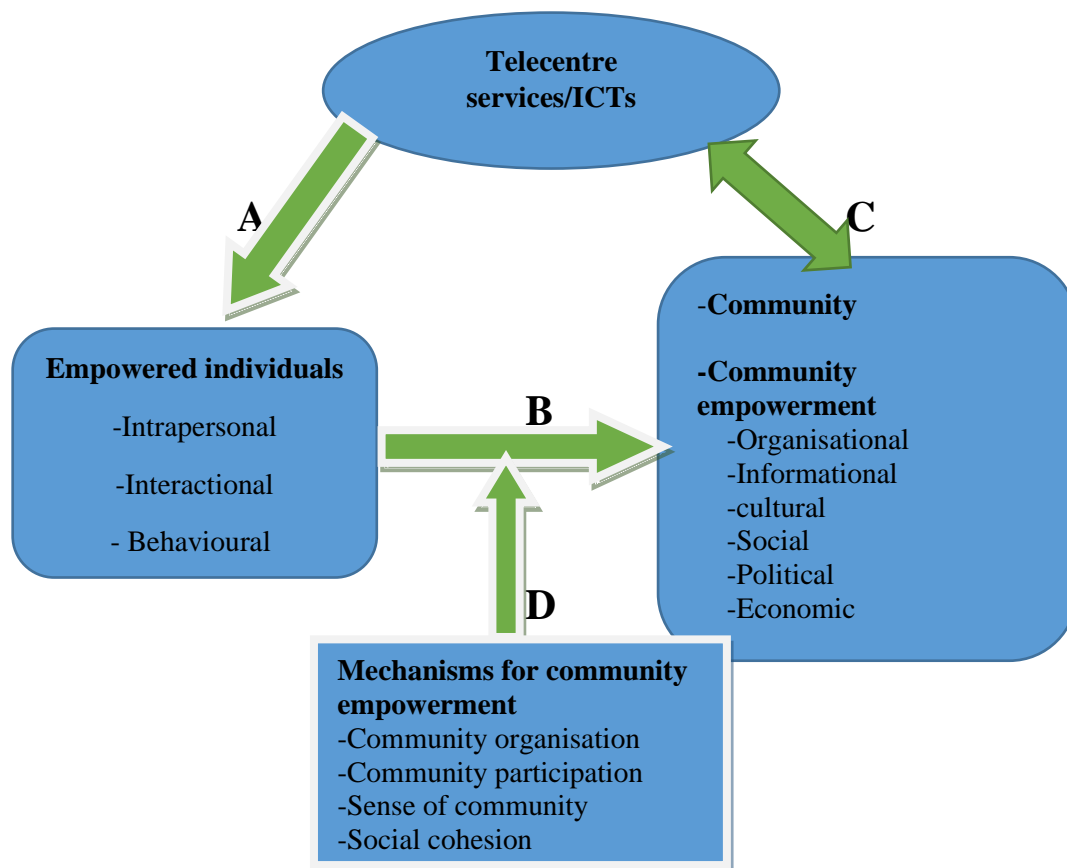 Telecentre
services/ICTs
A
C
Empowered individuals
-Intrapersonal
-Interactional
- Behavioural
B
-Community
-Community
empowerment
-Organisational
-Informational
-cultural
-Social
-Political
-Economic
D
Mechanisms for community
empowerment
-Community organisation
-Community participation
-Sense of community
-Social cohesion